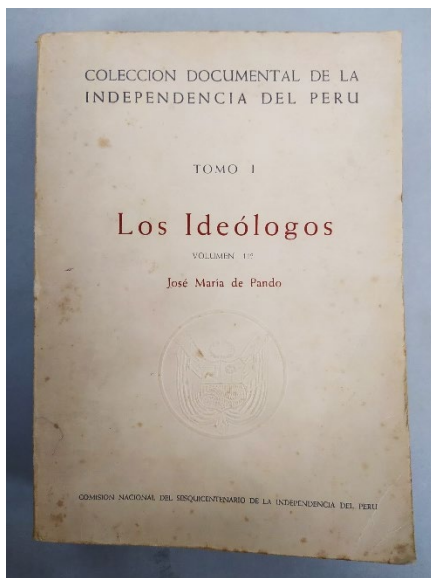 COLECCION DOCUMENTAL DE LA
INDEPENDENCIA DEL PERU
TOMO I
Los Ideólogos
VOLUMEN
José María de Pando
COMISION NACIONAL DEL SESQUICENTENARIO DE LA INDEPENDENCIA DEL PERU